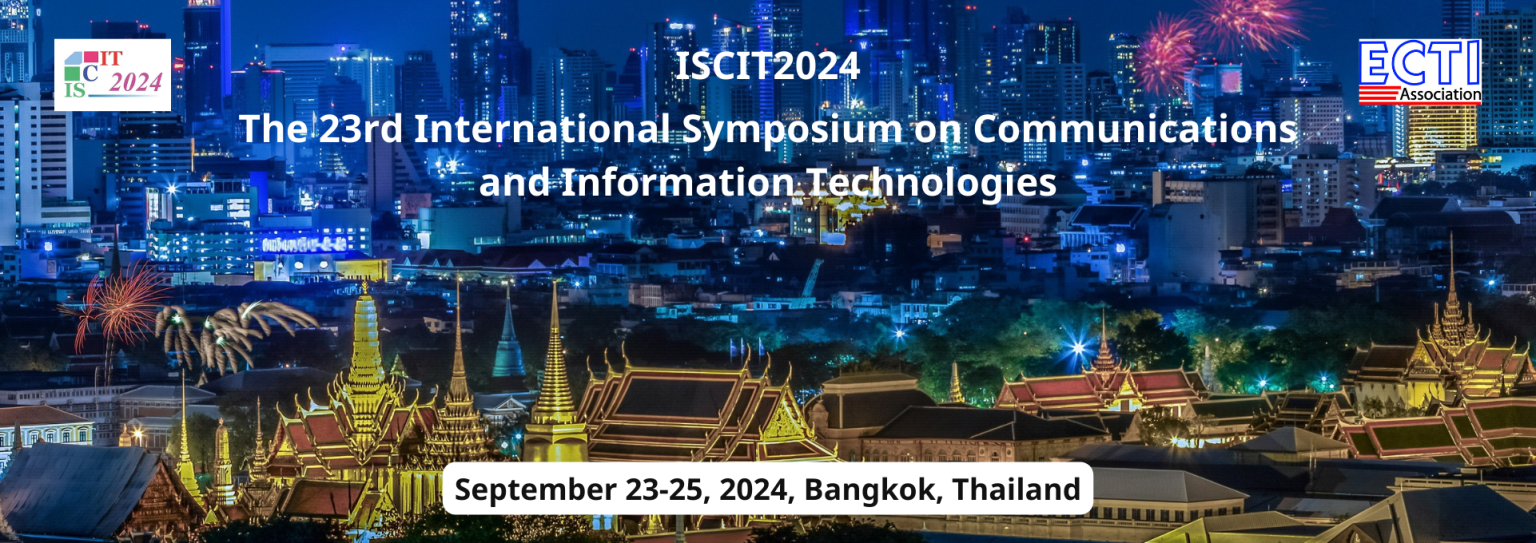 IT
C
IS 2024
ISCIT2024
ECTI
Association
The 23rd International Symposium on Communications
and Information Technologies
September 23-25, 2024, Bangkok, Thailand